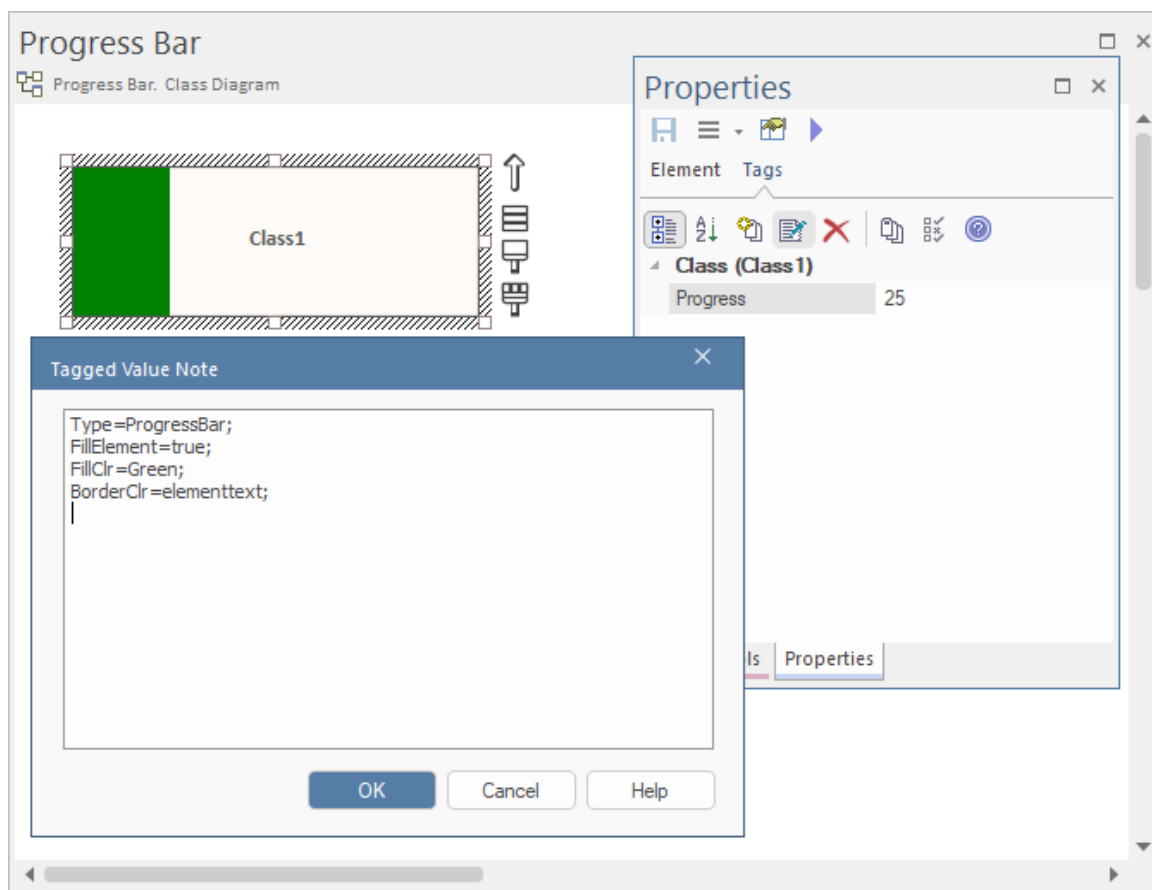 Progress Bar
Progress Bar. Class Diagram
Class1
Properties
Element Tags
Class (Class1)
Progress 25
ls Properties
Tagged Value Note
Type=ProgressBar;
FillElement=true;
FillClr=Green;
BorderClr=elementtext;
OK Cancel Help